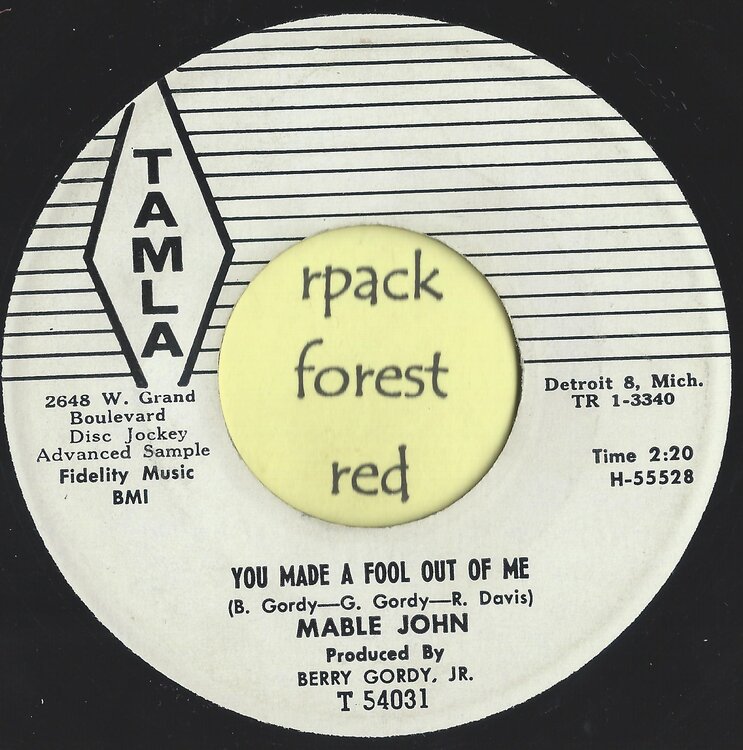 TAMLA
rpack
forest
red
2648 W. Grand
Boulevard
Disc Jockey
Advanced Sample
Fidelity Music
BMI
Detroit 8, Mich.
TR 1-3340
Time 2:20
H-55528
YOU MADE A FOOL OUT OF ME
(B. Gordy—G. Gordy—R. Davis)
MABLE JOHN
Produced By
BERRY GORDY, JR.
T 54031